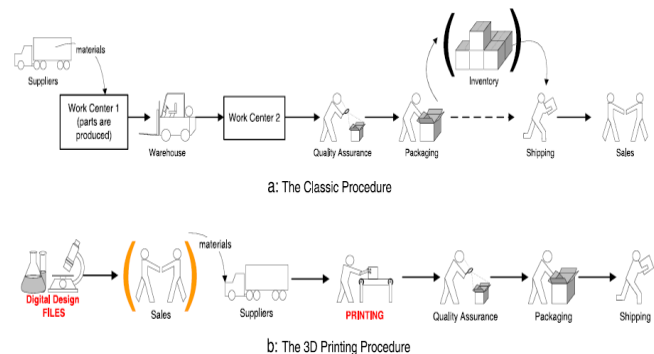 materials
Suppliers
Inventory
Work Center 1
(parts are
produced)
Warehouse
Work Center 2
Quality Assurance
Packaging
Shipping
Sales
a: The Classic Procedure
materials
Digital Design
FILES
Sales
Suppliers
PRINTING
Quality Assurance
Packaging
Shipping
b: The 3D Printing Procedure